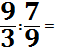 9/3 : 7/9 =